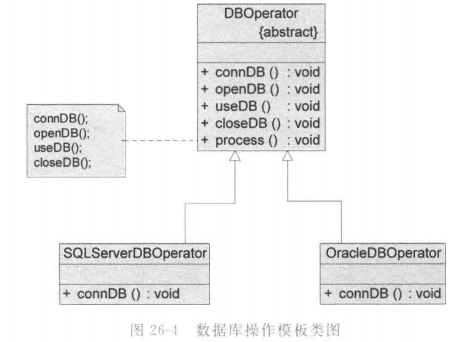 DBOperator
{abstract}
+ connDB () : void
+ openDB () : void
+ useDB () : void
+ closeDB () : void
+ process () : void
connDB();
openDB();
useDB();
closeDB();
SQLServerDBOperator
+ connDB () : void
OracleDBOperator
+ connDB () : void
图 26-4 数据库操作模板类图